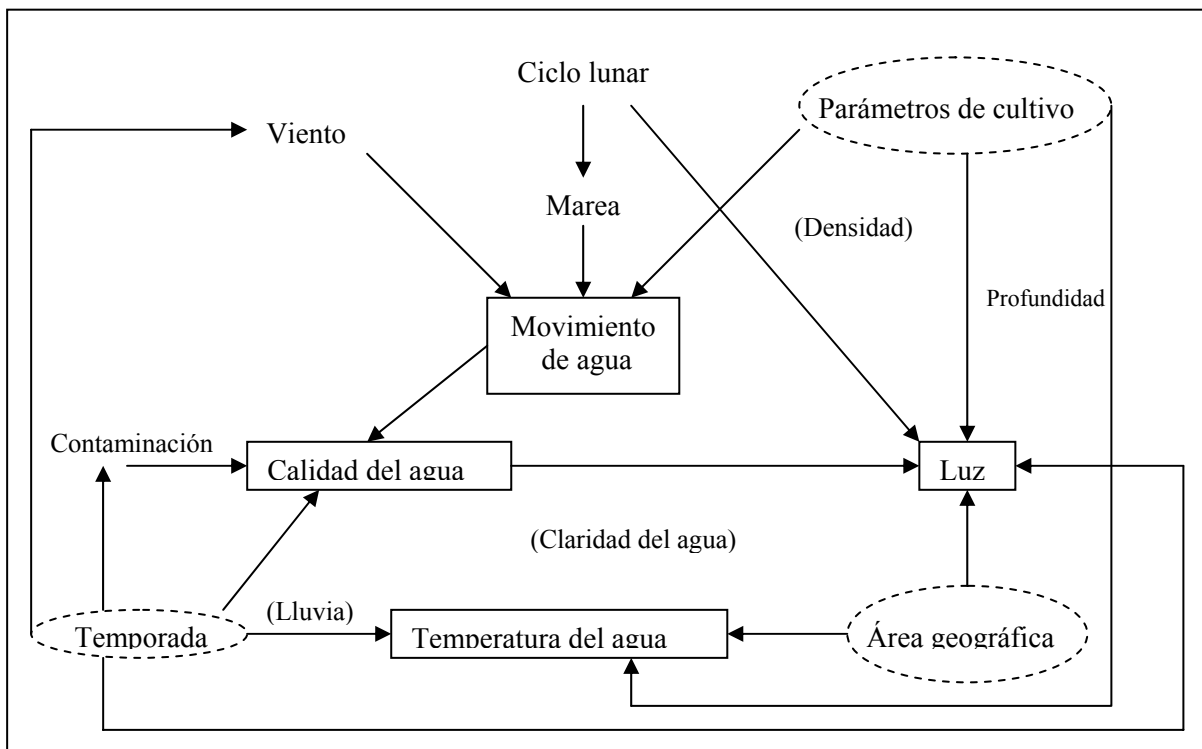 Ciclo lunar
Parámetros de cultivo
Viento
Marea
(Densidad)
Profundidad
Movimiento
de agua
Contaminación
Calidad del agua
Luz
(Claridad del agua)
(Lluvia)
Temporada
Temperatura del agua
Área geográfica